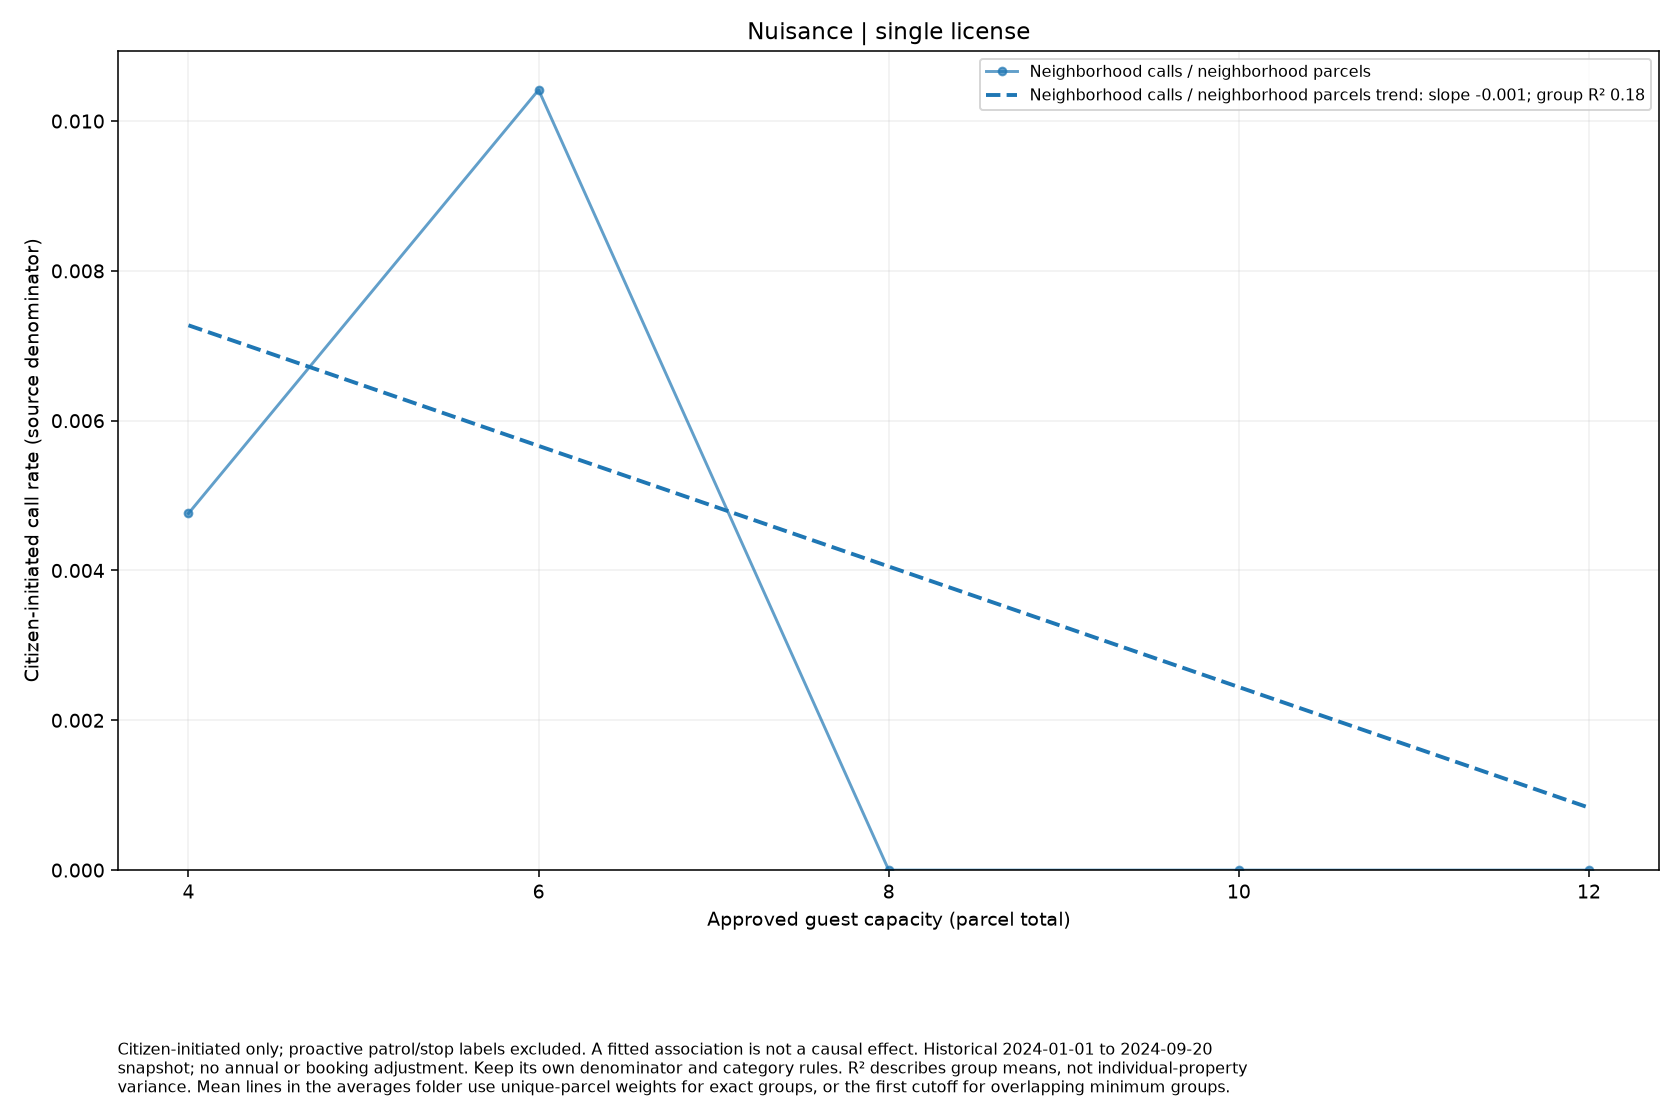 Nuisance | single license
Neighborhood calls / neighborhood parcels
Neighborhood calls / neighborhood parcels trend: slope -0.001; group R² 0.18
Citizen-initiated call rate (source denominator)
0.010
0.008
0.006
0.004
0.002
0.000
4 6 8 10 12
Approved guest capacity (parcel total)
Citizen-initiated only; proactive patrol/stop labels excluded. A fitted association is not a causal effect. Historical 2024-01-01 to 2024-09-20
snapshot; no annual or booking adjustment. Keep its own denominator and category rules. R² describes group means, not individual-property
variance. Mean lines in the averages folder use unique-parcel weights for exact groups, or the first cutoff for overlapping minimum groups.